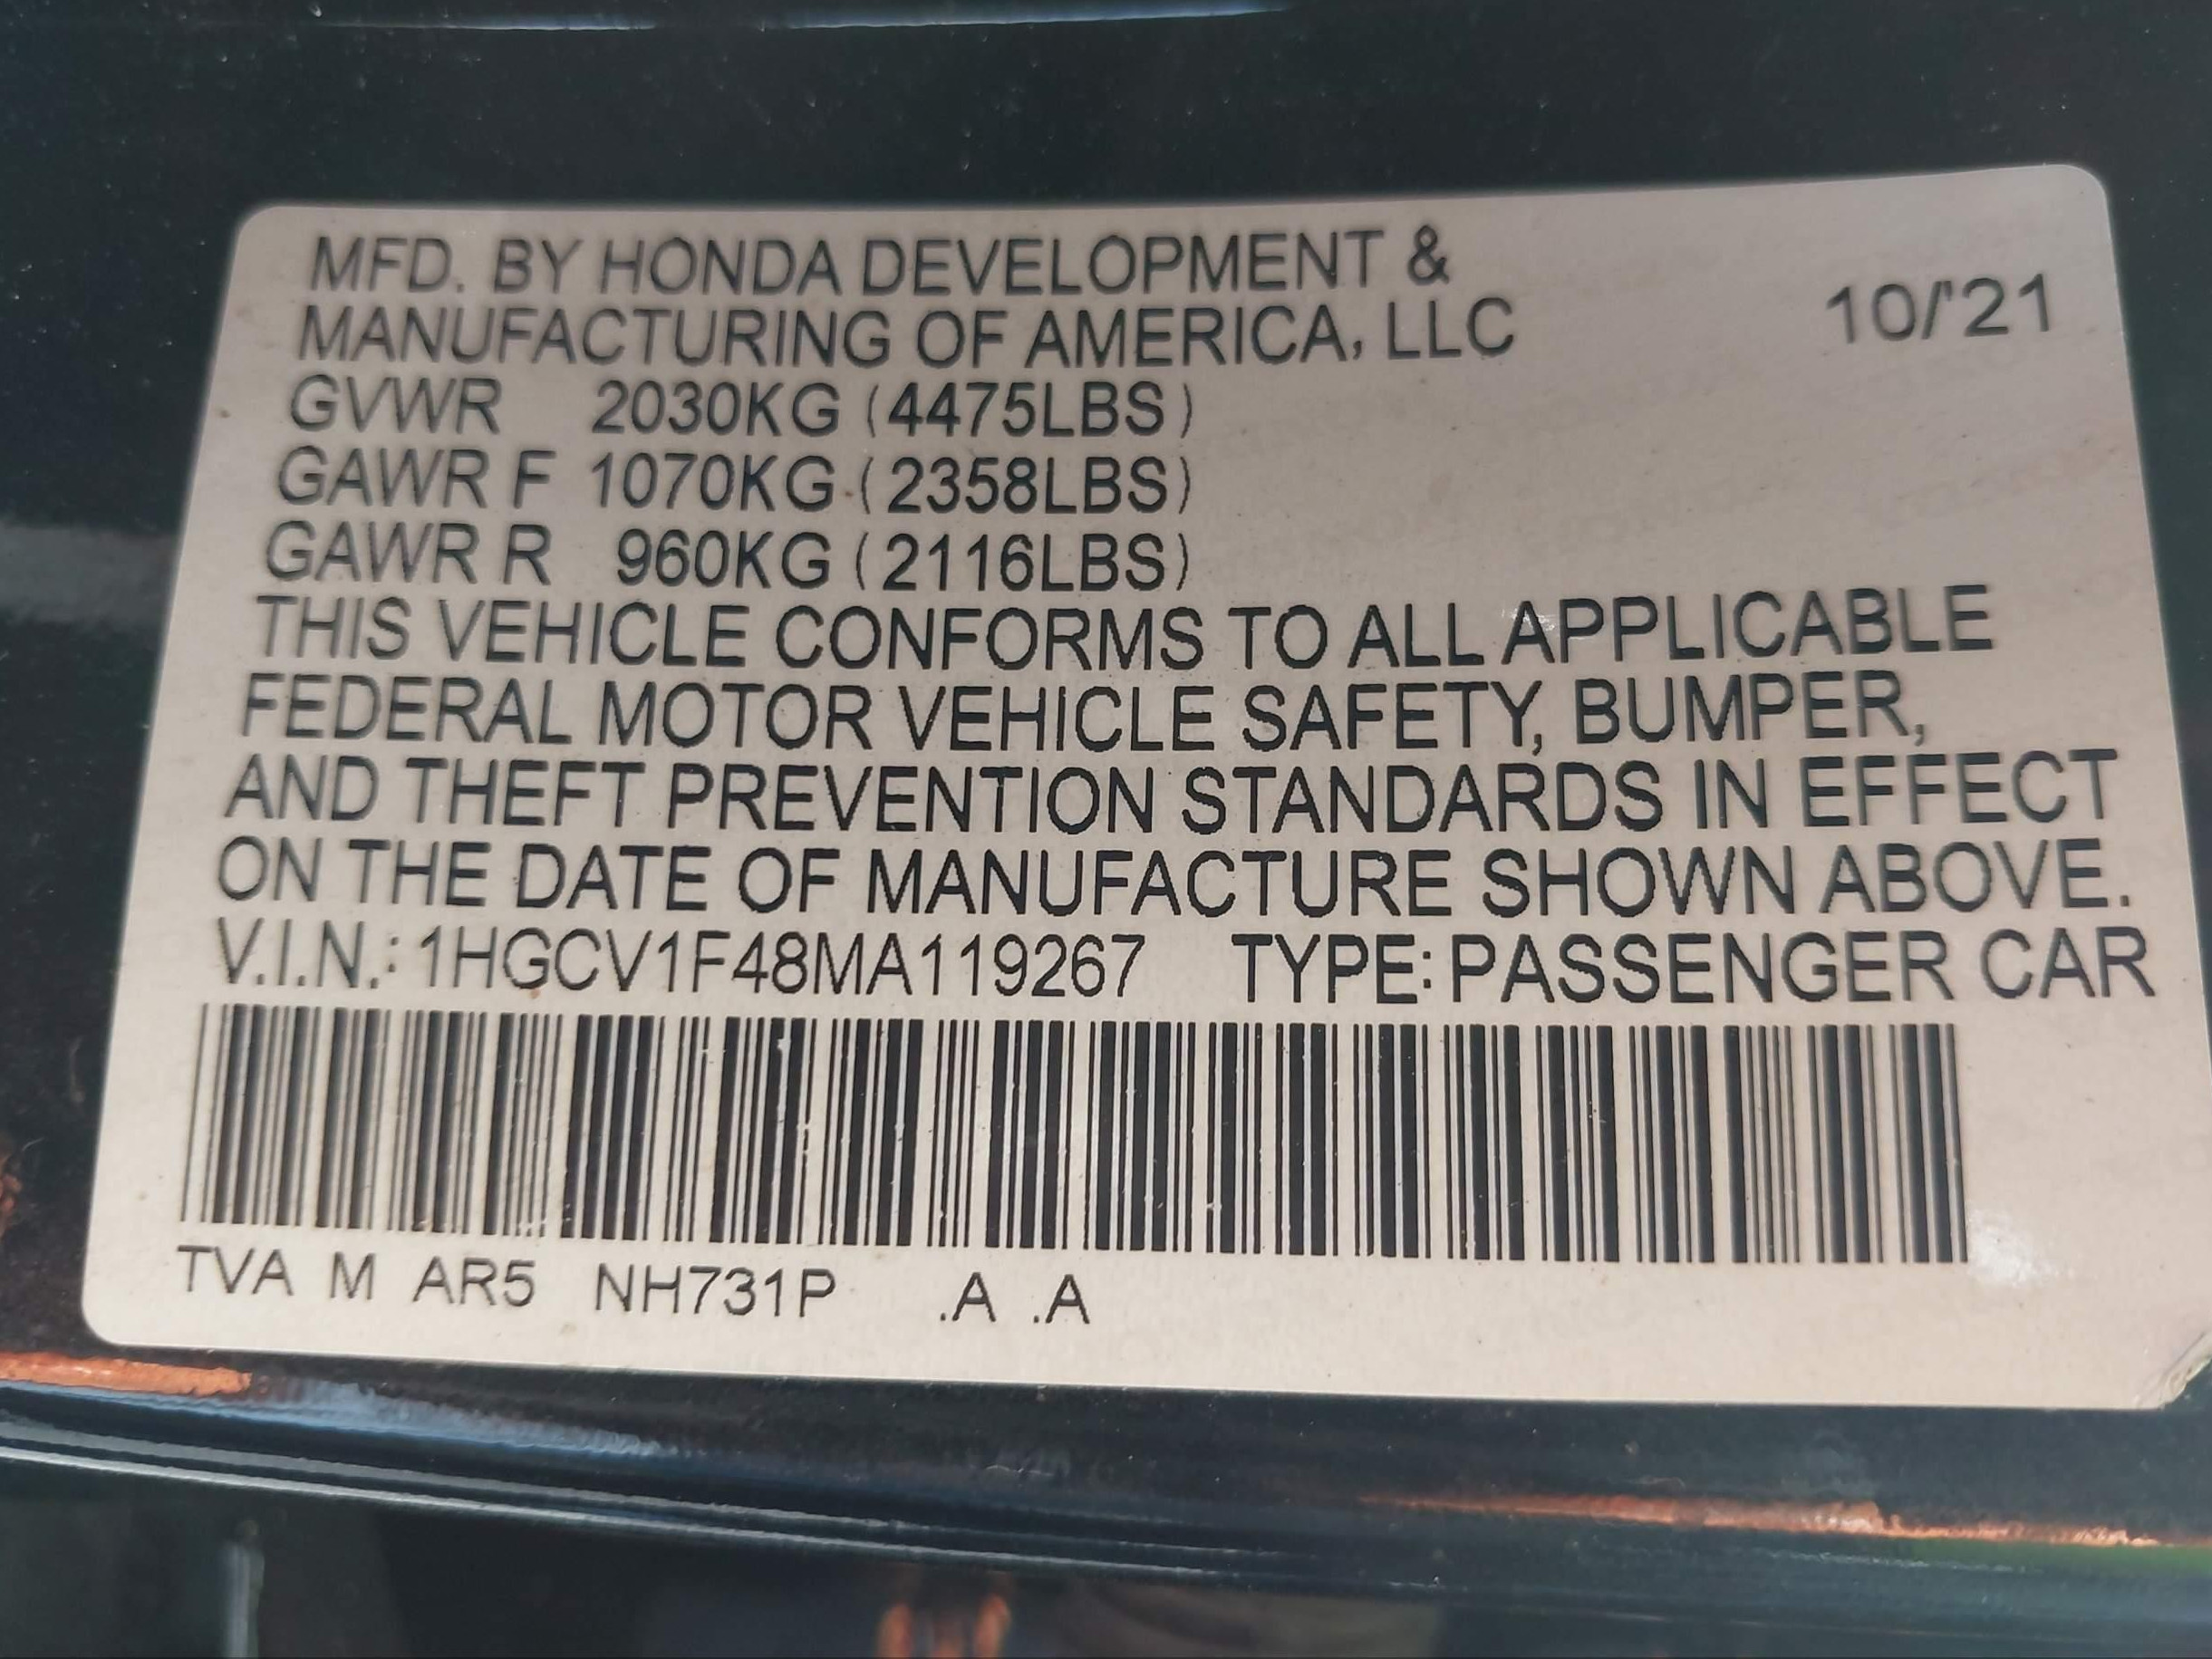 MFD. BY HONDA DEVELOPMENT &
MANUFACTURING OF AMERICA, LLC 10/'21
GVWR 2030KG (4475LBS)
GAWR F 1070KG (2358LBS)
GAWR R 960KG (2116LBS)
THIS VEHICLE CONFORMS TO ALL APPLICABLE
FEDERAL MOTOR VEHICLE SAFETY, BUMPER,
AND THEFT PREVENTION STANDARDS IN EFFECT
ON THE DATE OF MANUFACTURE SHOWN ABOVE.
V.I.N.: 1HGCV1F48MA119267 TYPE: PASSENGER CAR
TVA M AR5 NH731P .A .A